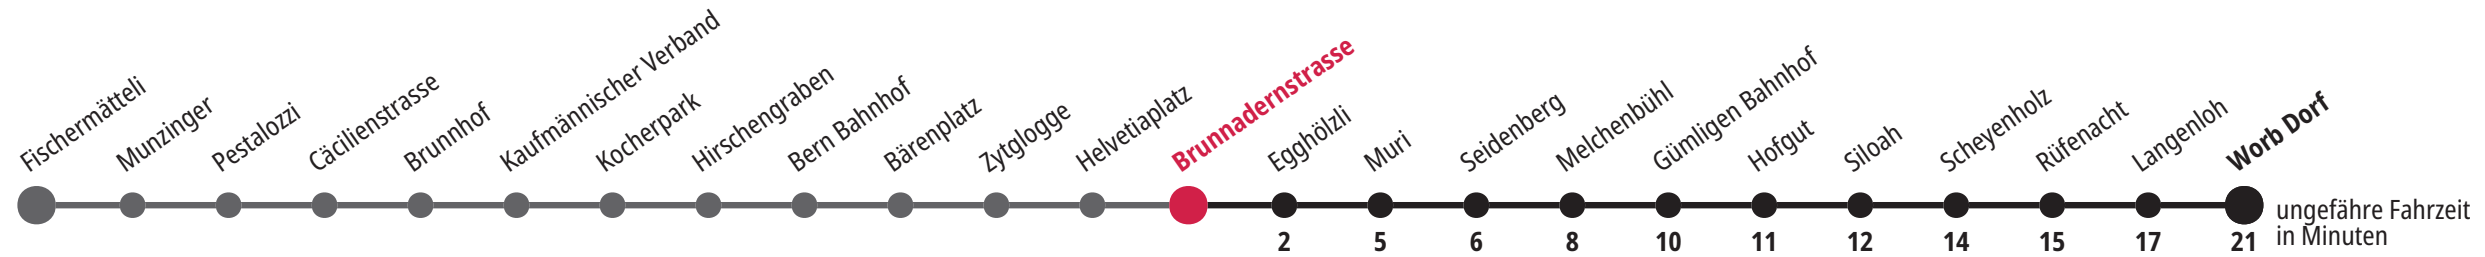 Fischermätteli
Munzinger
Pestalozzi
Cäcilienstrasse
Brunnhof
Kaufmännischer Verband
Kocherpark
Hirschengraben
Bern Bahnhof
Bärenplatz
Zytglogge
Helvetiaplatz
Brunnadernstrasse
Egghölzli
Muri
Seidenberg
Melchenbühl
Gümligen Bahnhof
Hofgut
Siloah
Scheyenholz
Rüfenacht
Langenloh
Worb Dorf
2 5 6 8 10 11 12 14 15 17 21
ungefähre Fahrzeit
in Minuten